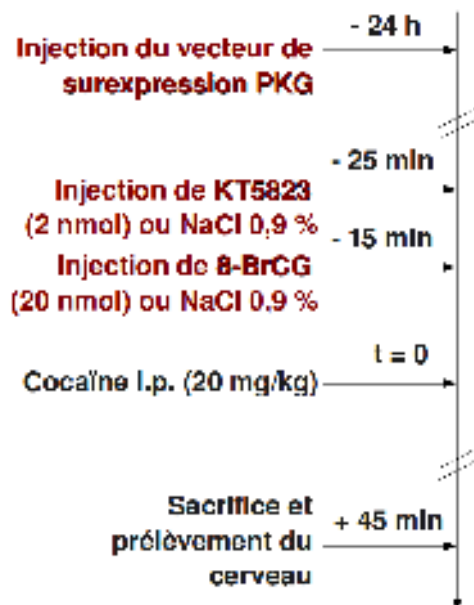 - 24 h
Injection du vecteur de
surexpression PKG
- 25 min
Injection de KT5823
(2 nmol) ou NaCl 0,9 %
- 15 min
Injection de 8-BrCG
(20 nmol) ou NaCl 0,9 %
t = 0
Cocaïne i.p. (20 mg/kg)
Sacrifice et
prélèvement du
cerveau
+ 45 min